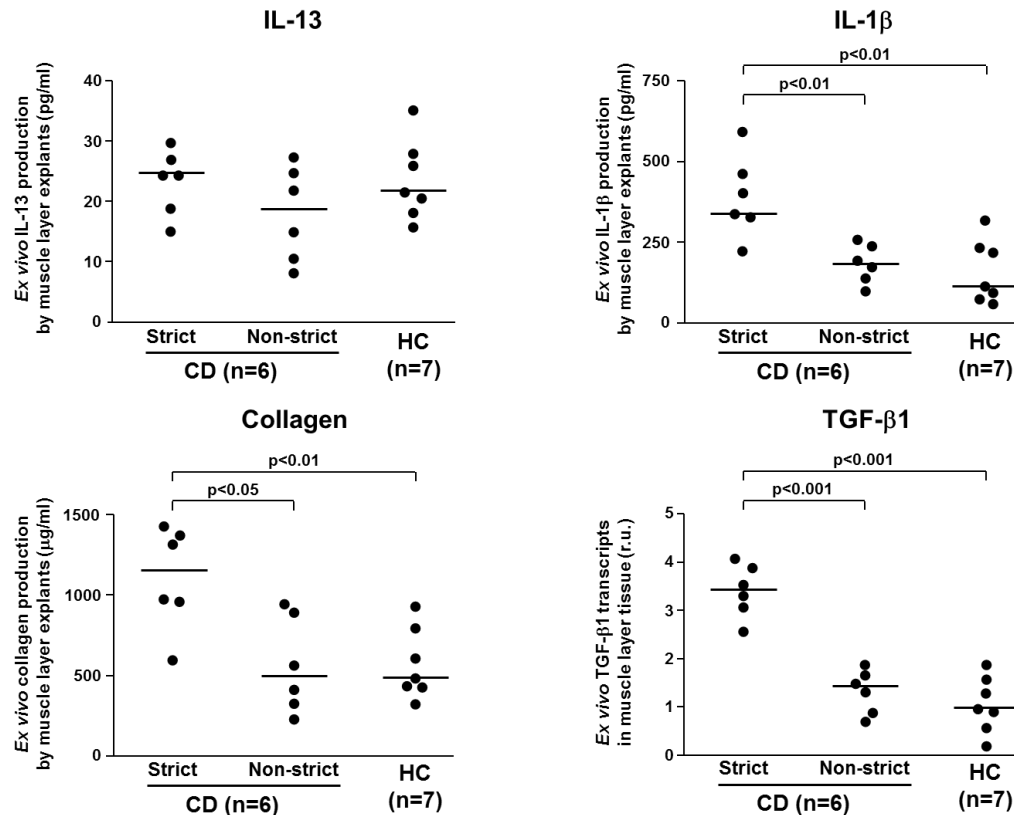 IL-13
Ex vivo IL-13 production
by muscle layer explants (pg/ml)
40
30
20
10
0
Strict
Non-strict
HC
CD (n=6)
(n=7)
IL-1β
p<0.01
p<0.01
Ex vivo IL-1β production
by muscle layer explants (pg/ml)
750
500
250
0
Strict
Non-strict
HC
CD (n=6)
(n=7)
Collagen
p<0.01
p<0.05
Ex vivo collagen production
by muscle layer explants (μg/ml)
1500
1000
500
0
Strict
Non-strict
HC
CD (n=6)
(n=7)
TGF-β1
p<0.001
p<0.001
Ex vivo TGF-β1 transcripts
in muscle layer tissue (r.u.)
5
4
3
2
1
0
Strict
Non-strict
HC
CD (n=6)
(n=7)